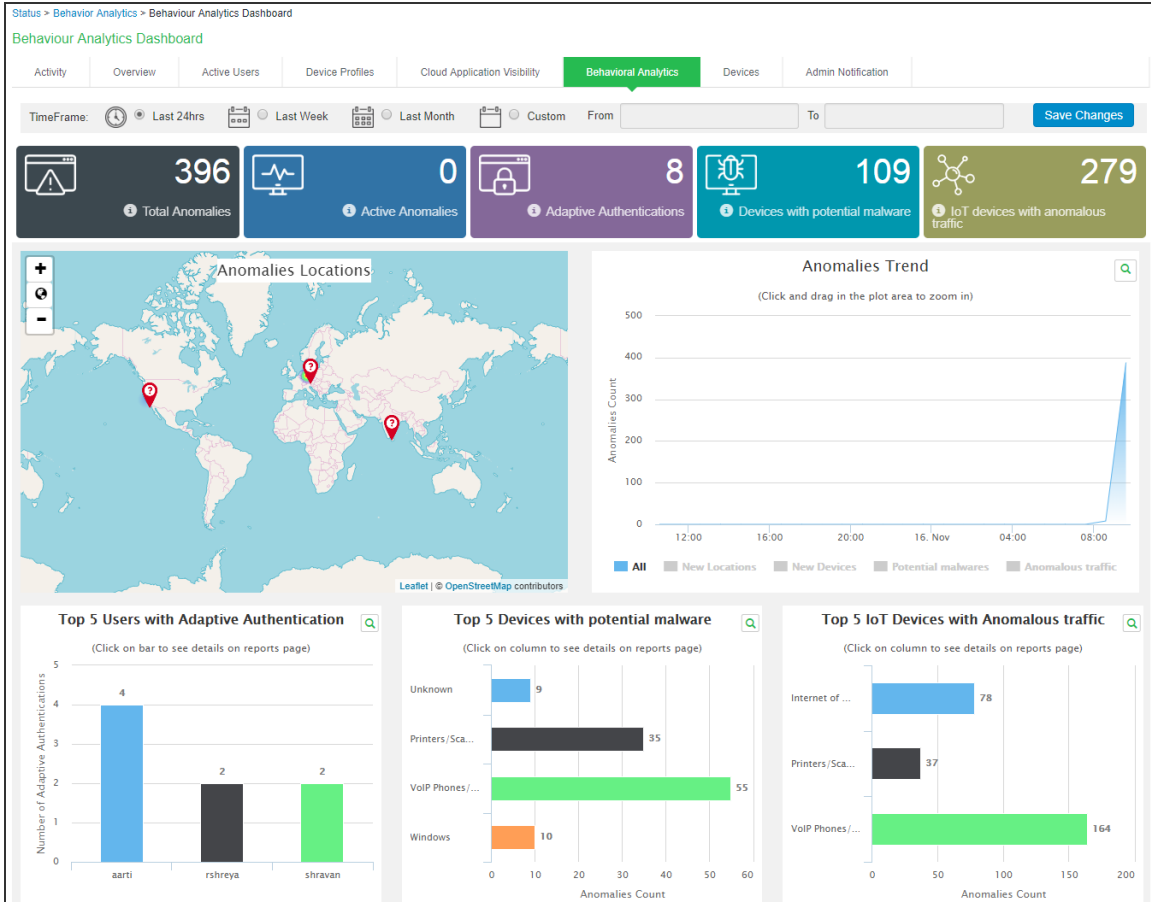 Status > Behavior Analytics > Behaviour Analytics Dashboard
Behaviour Analytics Dashboard
Activity Overview Active Users Device Profiles Cloud Application Visibility Behavioral Analytics Devices Admin Notification
TimeFrame: Last 24hrs Last Week Last Month Custom From To Save Changes
396 0 8 109 279
Total Anomalies Active Anomalies Adaptive Authentications Devices with potential malware IoT devices with anomalous
traffic
+
−
Anomalies Locations
?
?
?
Leaflet | © OpenStreetMap contributors
Anomalies Trend
(Click and drag in the plot area to zoom in)
Anomalies Count
500
400
300
200
100
0
12:00 16:00 20:00 16. Nov 04:00 08:00
All New Locations New Devices Potential malwares Anomalous traffic
Top 5 Users with Adaptive Authentication
(Click on bar to see details on reports page)
Number of Adaptive Authentications
5
4
3
2
1
0
4 2 2
aarti rshreya shravan
Top 5 Devices with potential malware
(Click on column to see details on reports page)
Unknown 9
Printers/Sca... 35
VoIP Phones/... 55
Windows 10
0 10 20 30 40 50 60
Anomalies Count
Top 5 IoT Devices with Anomalous traffic
(Click on column to see details on reports page)
Internet of ... 78
Printers/Sca... 37
VoIP Phones/... 164
0 50 100 150 200
Anomalies Count